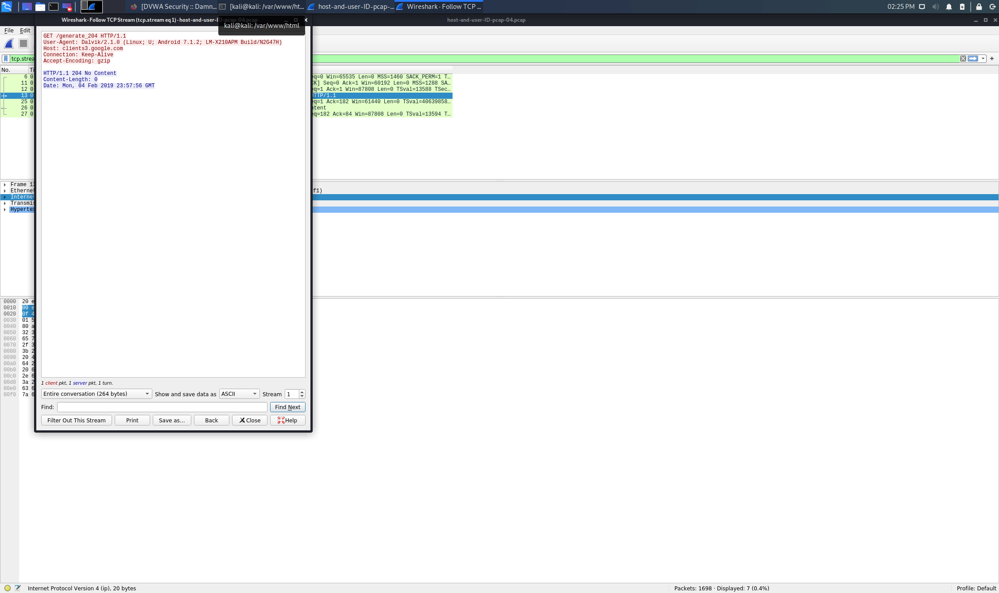 [DVWA Security :: Damn...
[kali@kali: /var/www/ht...
host-and-user-ID-pcap-...
Wireshark · Follow TCP ...
02:25 PM
Wireshark · Follow TCP Stream (tcp.stream eq 1) · host-and-user-ID-pcap-04.pcap
host-and-user-ID-pcap-04.pcap
kali@kali: /var/www/html
File Edit
GET /generate_204 HTTP/1.1
User-Agent: Dalvik/2.1.0 (Linux; U; Android 7.1.2; LM-X210APM Build/N2G47H)
Host: clients3.google.com
Connection: Keep-Alive
Accept-Encoding: gzip
HTTP/1.1 204 No Content
Content-Length: 0
Date: Mon, 04 Feb 2019 23:57:56 GMT
tcp.strea
+
No. Ti
6 0 eq=0 Win=65535 Len=0 MSS=1460 SACK_PERM=1 T…
11 0 CK] Seq=0 Ack=1 Win=60192 Len=0 MSS=1288 SA…
12 0 eq=1 Ack=1 Win=87808 Len=0 TSval=13588 TSec…
13 0 HTTP/1.1
25 0 eq=1 Ack=182 Win=61440 Len=0 TSval=40639858…
26 0 ntent
27 0 eq=182 Ack=84 Win=87808 Len=0 TSval=13594 T…
Frame 13
Ethernet f1)
Internet
Transmis
Hypertex
0000 20 e
0010 00 e
0020 0f 4
0030 01 5
0040 80 a
0050 32 3
0060 65 7
0070 2f 3
0080 3b 2
0090 20 4
00a0 64 2
00b0 20 6
00c0 2e 6
00d0 3a 2
00e0 63 6
00f0 7a 6
1 client pkt, 1 server pkt, 1 turn.
Entire conversation (264 bytes) Show and save data as ASCII Stream 1
Find: Find Next
Filter Out This Stream Print Save as… Back Close Help
Internet Protocol Version 4 (ip), 20 bytes
Packets: 1698 · Displayed: 7 (0.4%)
Profile: Default